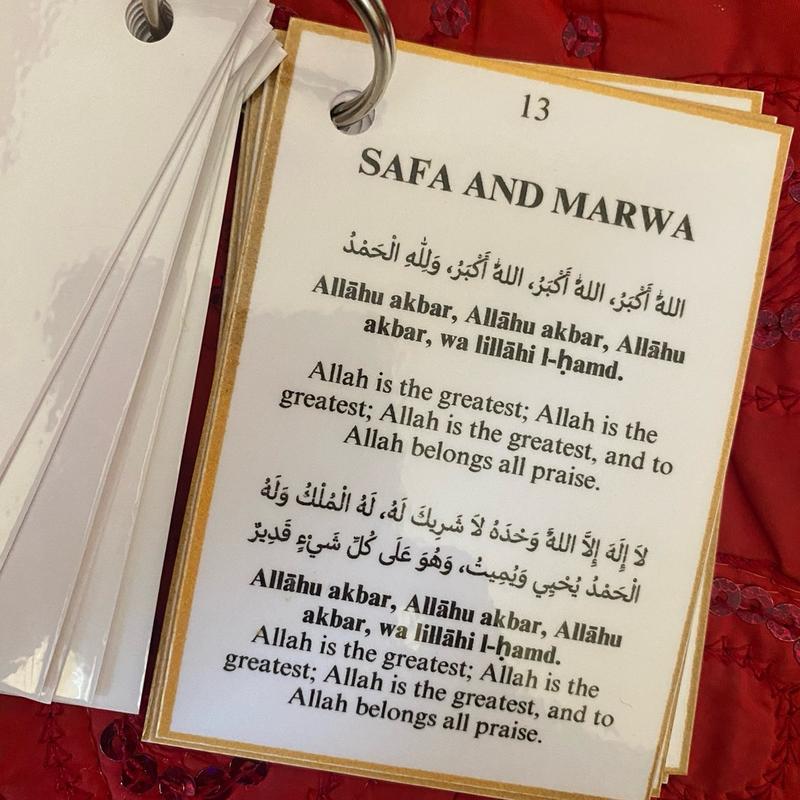 13
SAFA AND MARWA
اللهُ أَكْبَرُ، اللهُ أَكْبَرُ، اللهُ أَكْبَرُ، وَلِلّٰهِ الْحَمْدُ
Allāhu akbar, Allāhu akbar, Allāhu
akbar, wa lillāhi l-ḥamd.
Allah is the greatest; Allah is the
greatest; Allah is the greatest, and to
Allah belongs all praise.
لاَ إِلَهَ إِلاَّ اللهُ وَحْدَهُ لاَ شَرِيكَ لَهُ، لَهُ الْمُلْكُ وَلَهُ
الْحَمْدُ يُحْيِي وَيُمِيتُ، وَهُوَ عَلَى كُلِّ شَيْءٍ قَدِيرٌ
Allāhu akbar, Allāhu akbar, Allāhu
akbar, wa lillāhi l-ḥamd.
Allah is the greatest; Allah is the
greatest; Allah is the greatest, and to
Allah belongs all praise.